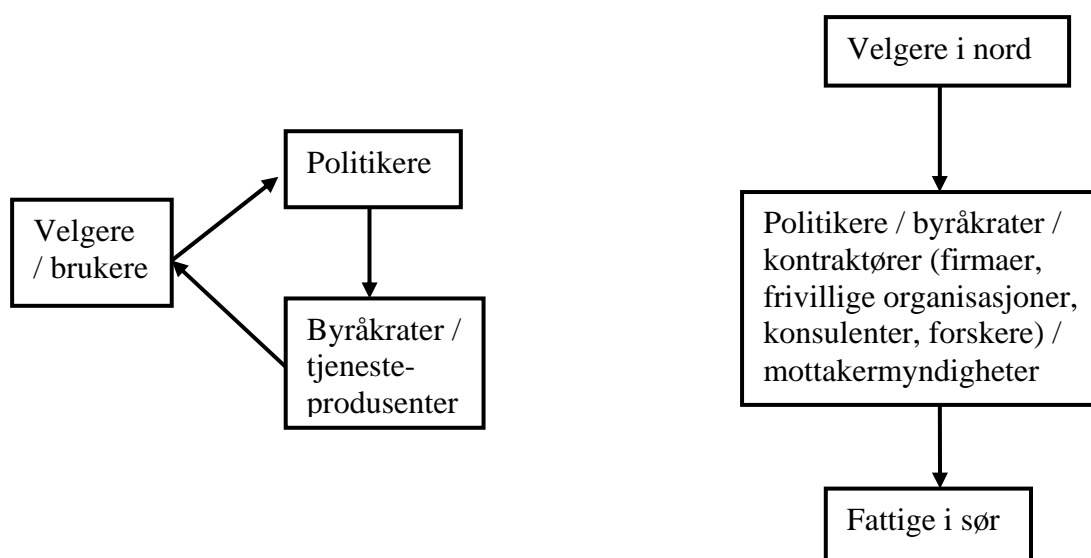 Velgere
/ brukere
Politikere
Byråkrater /
tjeneste-
produsenter
Velgere i nord
Politikere / byråkrater /
kontraktører (firmaer,
frivillige organisasjoner,
konsulenter, forskere) /
mottakermyndigheter
Fattige i sør